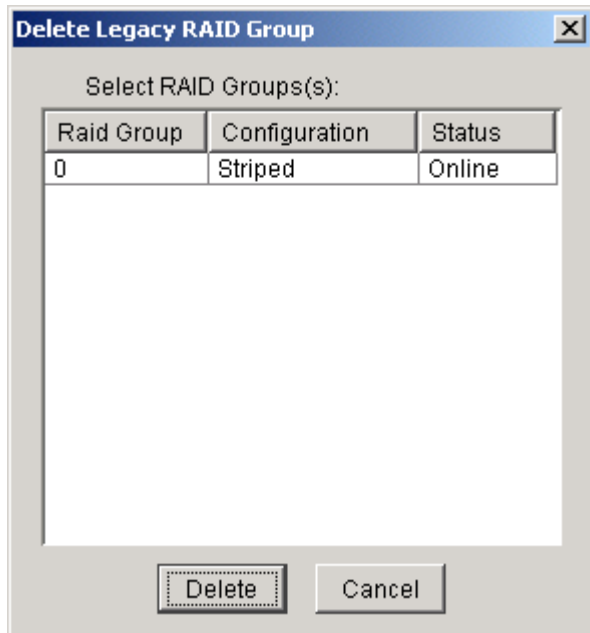 Delete Legacy RAID Group
Select RAID Groups(s):
Raid Group Configuration Status
0 Striped Online
Delete Cancel